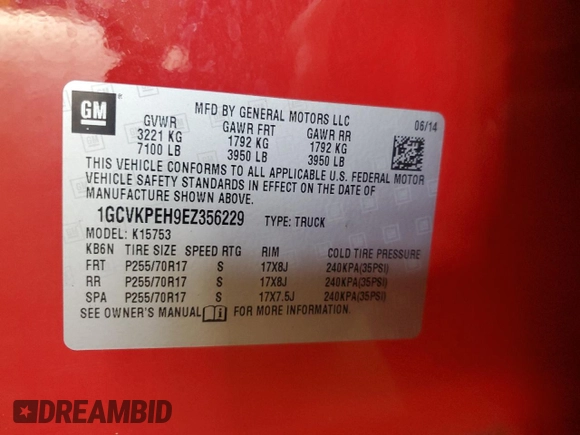 GM
MFD BY GENERAL MOTORS LLC
06/14
GVWR GAWR FRT GAWR RR
3221 KG 1792 KG 1792 KG
7100 LB 3950 LB 3950 LB
THIS VEHICLE CONFORMS TO ALL APPLICABLE U.S. FEDERAL MOTOR
VEHICLE SAFETY STANDARDS IN EFFECT ON THE DATE OF
MANUFACTURE SHOWN ABOVE.
1GCVKPEH9EZ356229 TYPE: TRUCK
MODEL: K15753
KB6N TIRE SIZE SPEED RTG RIM COLD TIRE PRESSURE
FRT P255/70R17 S 17X8J 240KPA(35PSI)
RR P255/70R17 S 17X8J 240KPA(35PSI)
SPA P255/70R17 S 17X7.5J 240KPA(35PSI)
SEE OWNER'S MANUAL FOR MORE INFORMATION.
DREAMBID